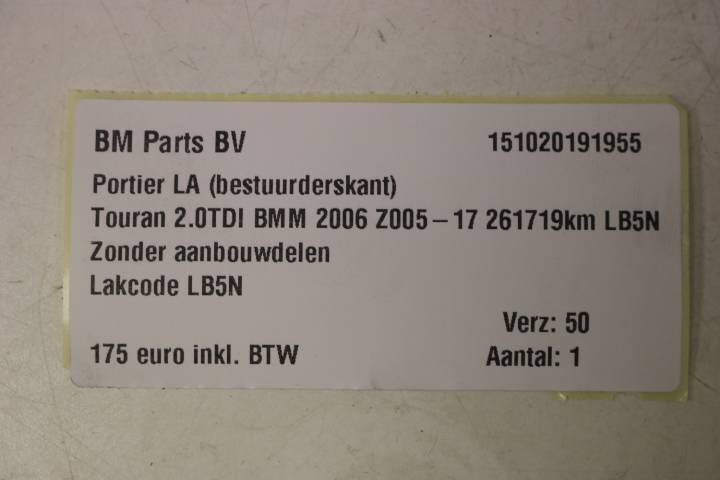 BM Parts BV 151020191955
Portier LA (bestuurderskant)
Touran 2.0TDI BMM 2006 Z005-17 261719km LB5N
Zonder aanbouwdelen
Lakcode LB5N
Verz: 50
175 euro inkl. BTW Aantal: 1